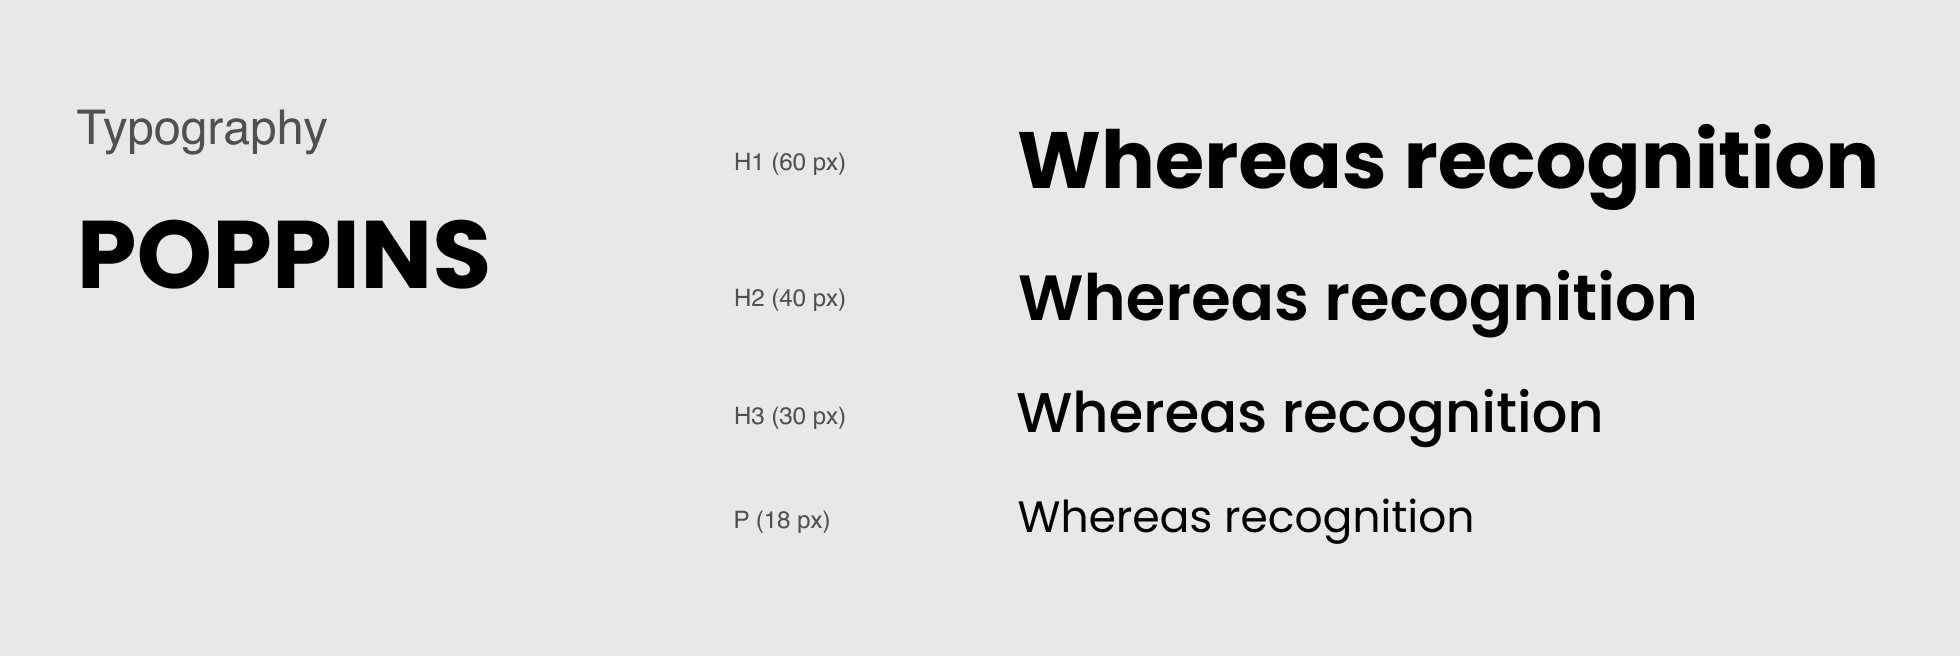 Typography
POPPINS
H1 (60 px)
Whereas recognition
H2 (40 px)
Whereas recognition
H3 (30 px)
Whereas recognition
P (18 px)
Whereas recognition